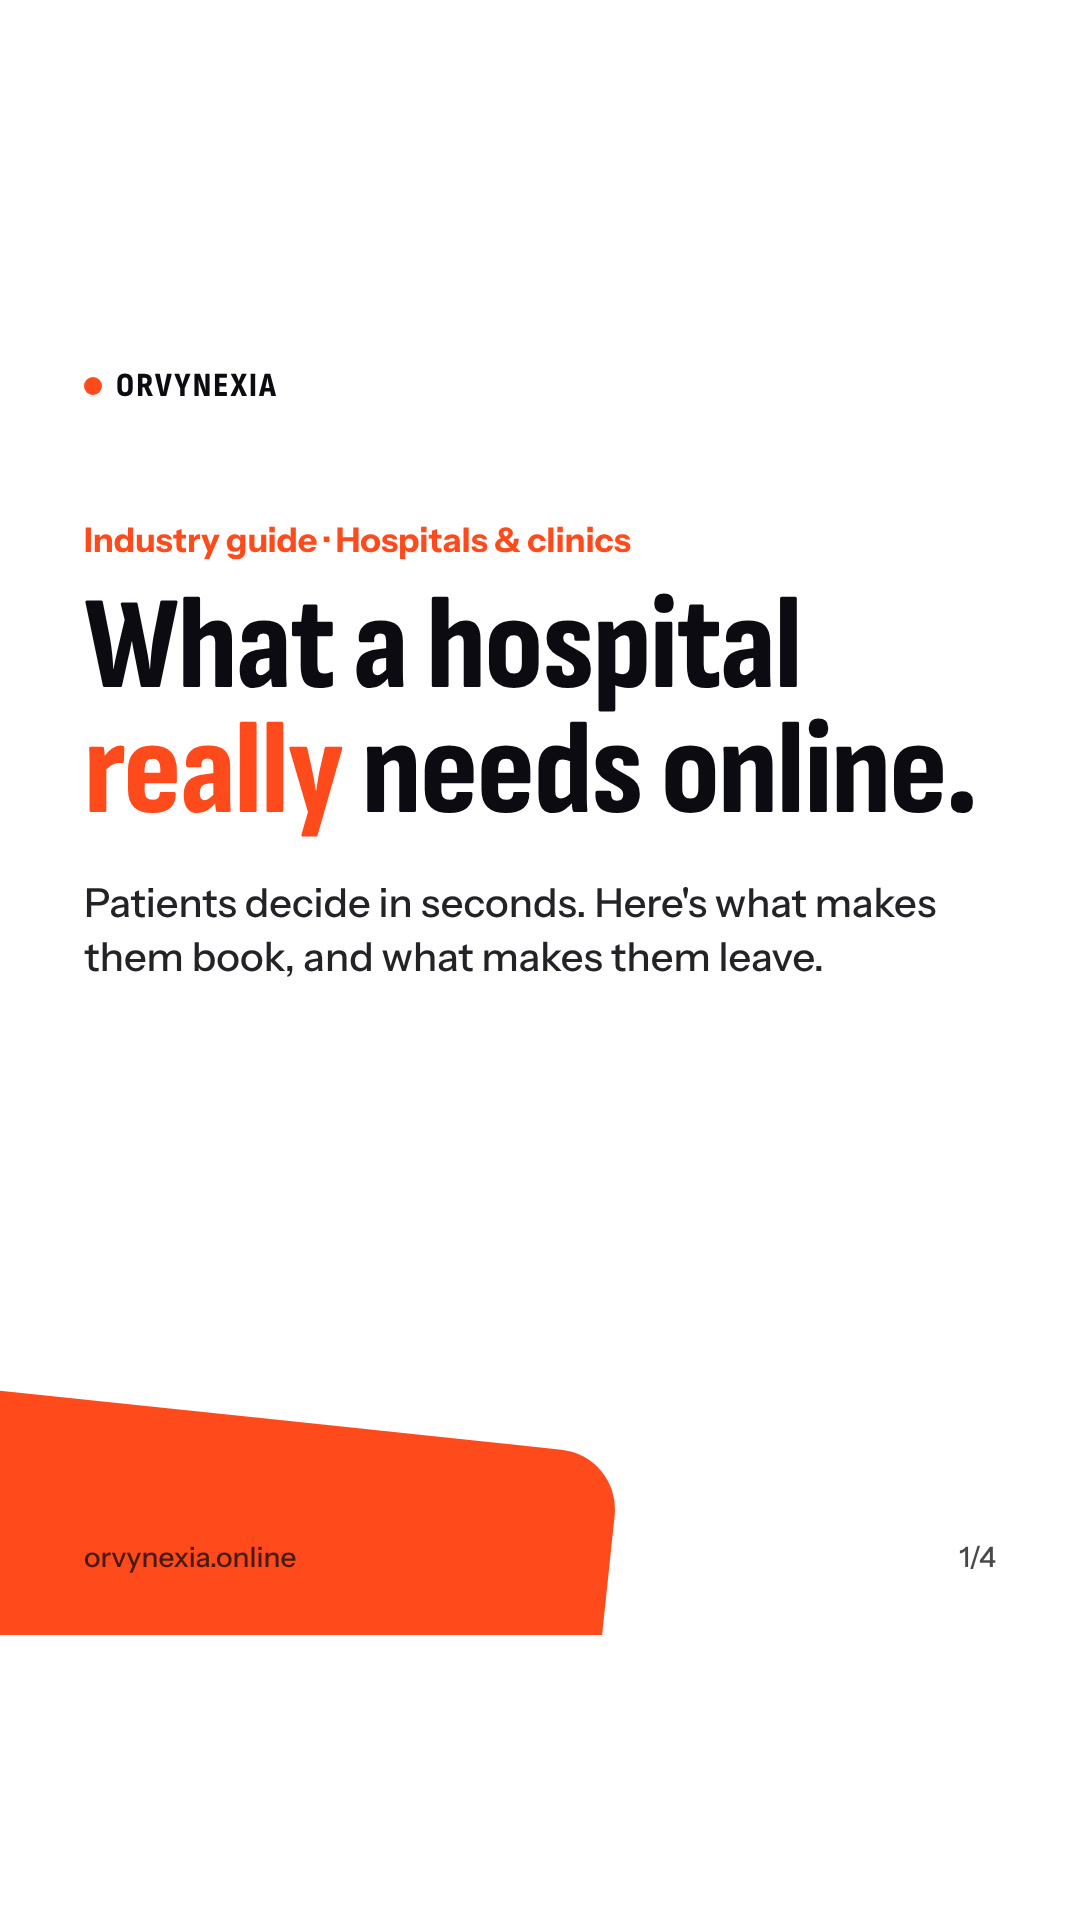 ORVYNEXIA
Industry guide · Hospitals & clinics
What a hospital
really needs online.
Patients decide in seconds. Here's what makes
them book, and what makes them leave.
orvynexia.online
1/4